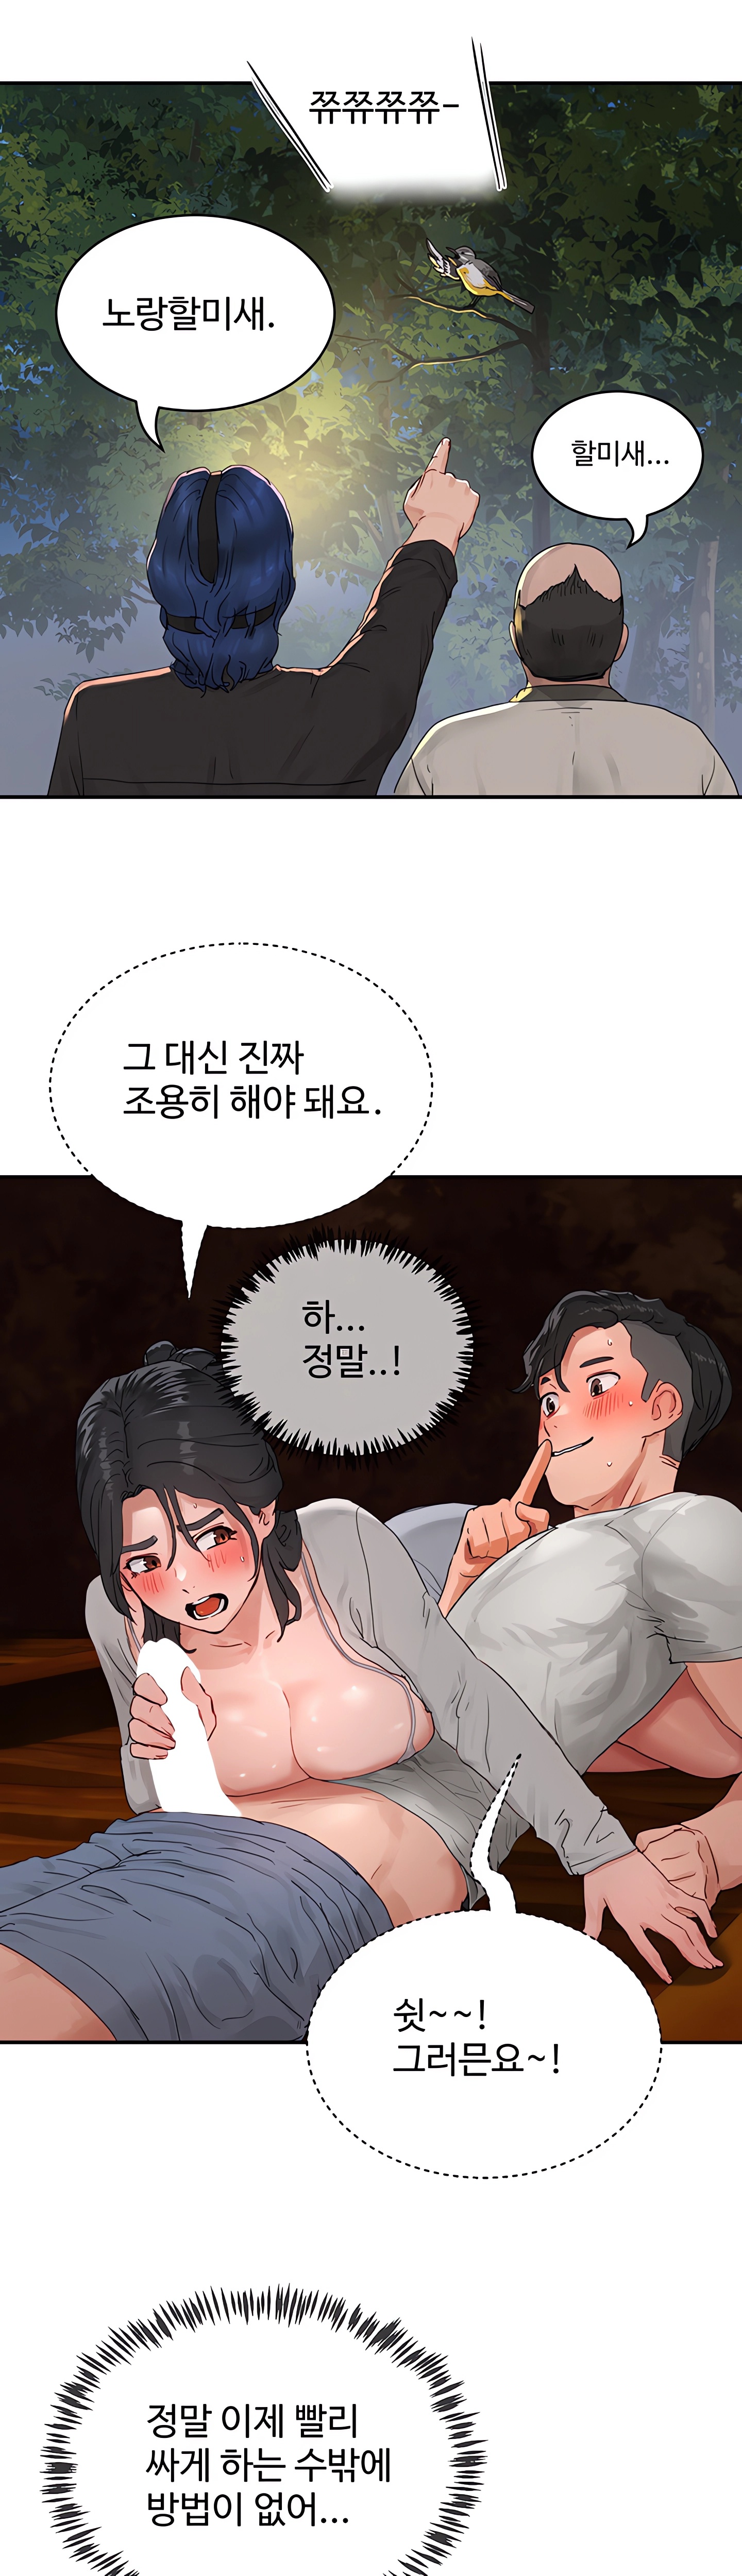 쮸쮸쮸쮸-
노랑할미새.
할미새...
그 대신 진짜
조용히 해야 돼요.
하...
정말..!
쉿~~!
그러믄요~!
정말 이제 빨리
싸게 하는 수밖에
방법이 없어...